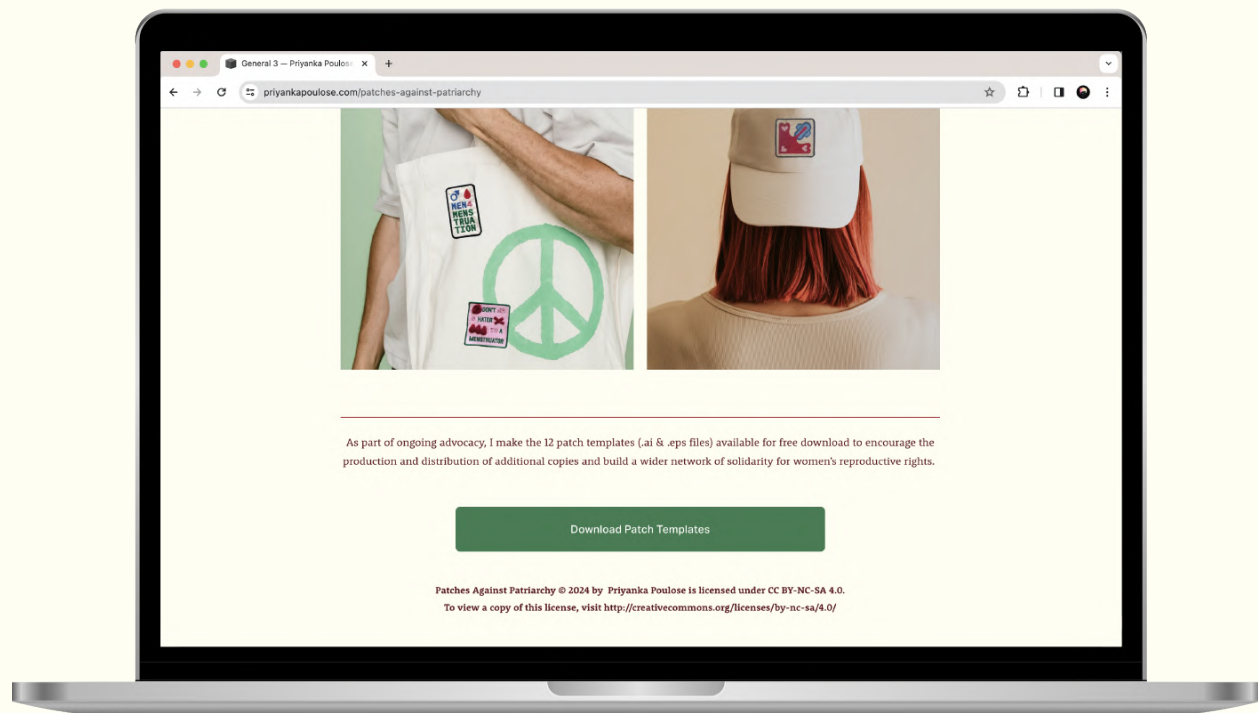 General 3 — Priyanka Poulos
priyankapoulose.com/patches-against-patriarchy
MEN4
MENS
TRUA
TION
DON'T
HATER
TO A
MENSTRUATOR
As part of ongoing advocacy, I make the 12 patch templates (.ai & .eps files) available for free download to encourage the
production and distribution of additional copies and build a wider network of solidarity for women's reproductive rights.
Download Patch Templates
Patches Against Patriarchy © 2024 by Priyanka Poulose is licensed under CC BY-NC-SA 4.0.
To view a copy of this license, visit http://creativecommons.org/licenses/by-nc-sa/4.0/